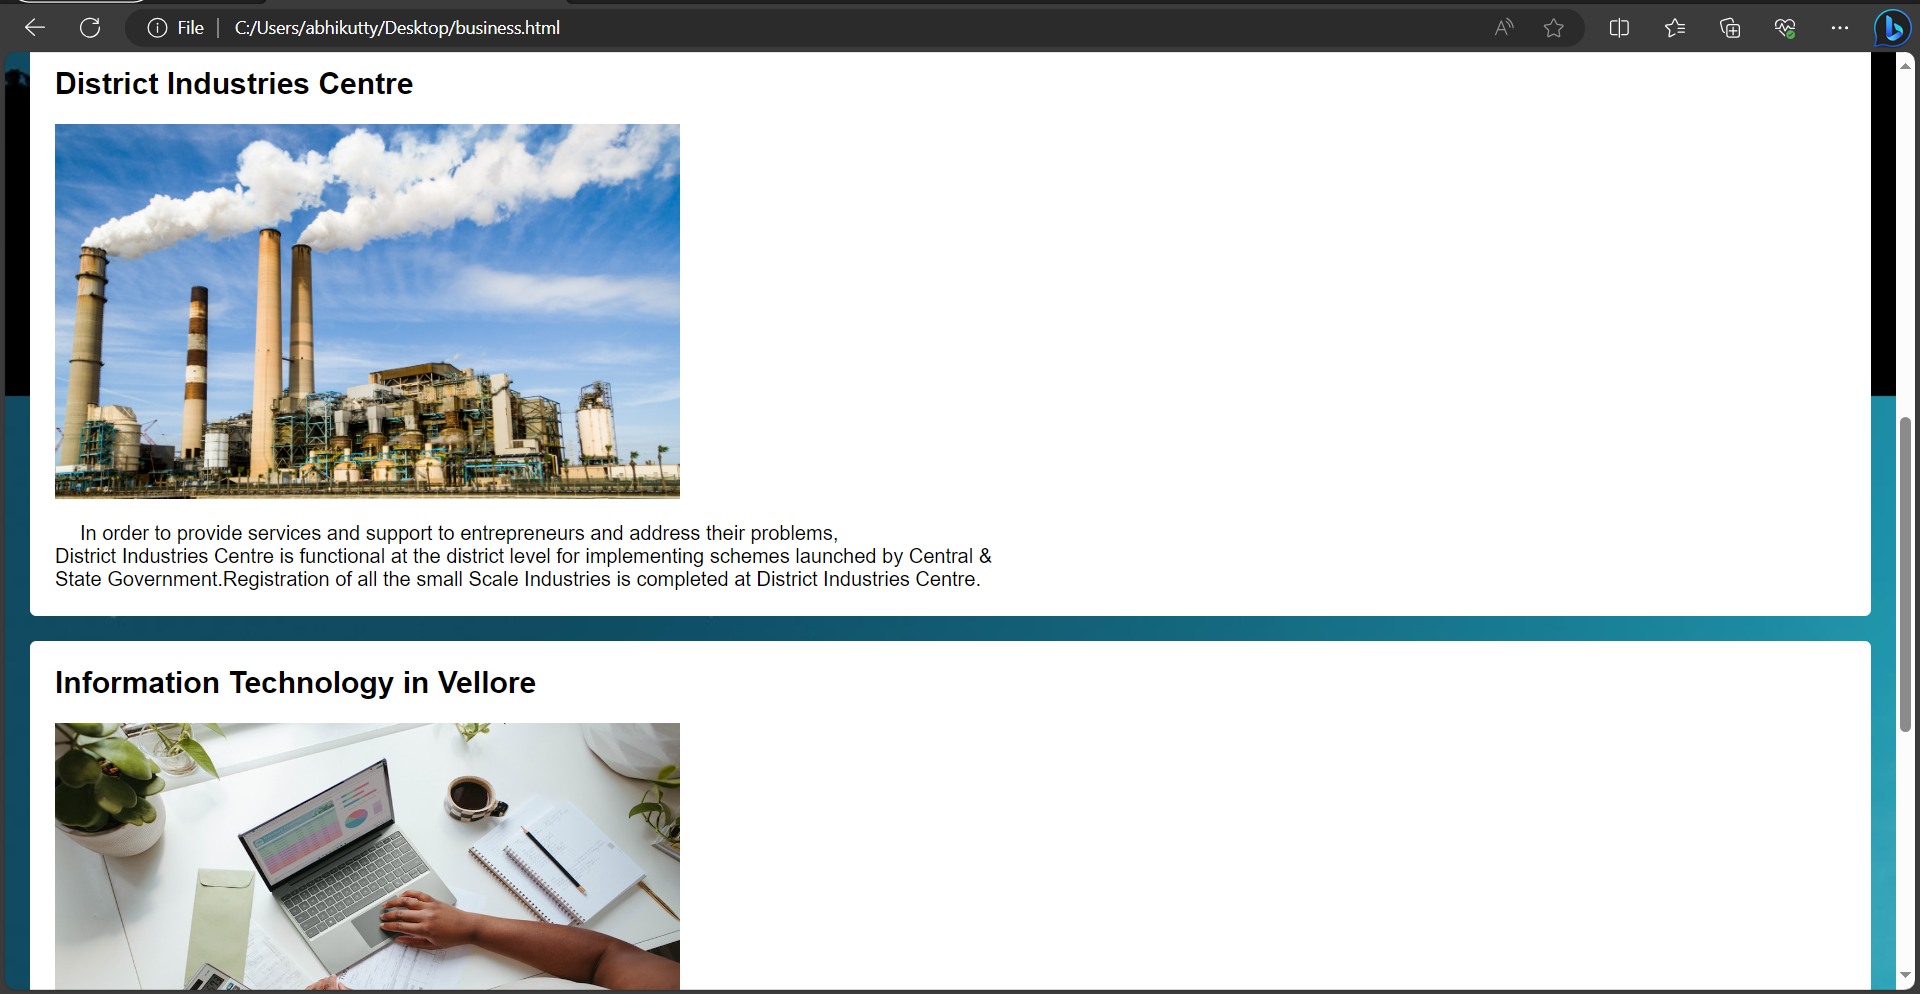 File
C:/Users/abhikutty/Desktop/business.html
District Industries Centre
In order to provide services and support to entrepreneurs and address their problems,
District Industries Centre is functional at the district level for implementing schemes launched by Central &
State Government.Registration of all the small Scale Industries is completed at District Industries Centre.
Information Technology in Vellore